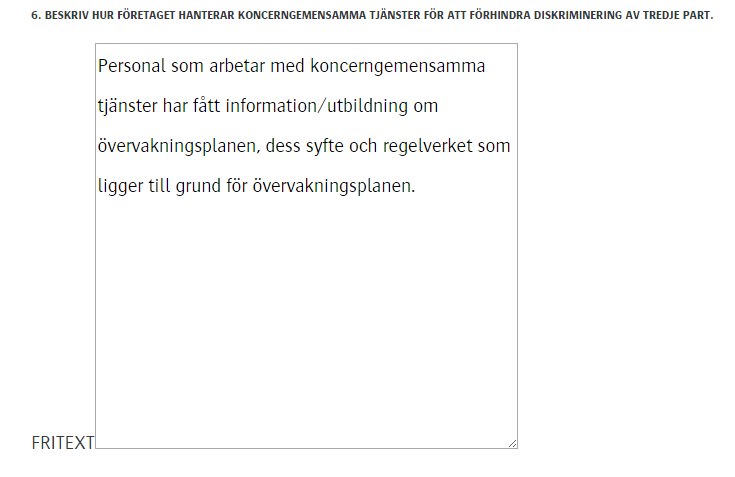 6. BESKRIV HUR FÖRETAGET HANTERAR KONCERNGEMENSAMMA TJÄNSTER FÖR ATT FÖRHINDRA DISKRIMINERING AV TREDJE PART.
Personal som arbetar med koncerngemensamma
tjänster har fått information/utbildning om
övervakningsplanen, dess syfte och regelverket som
ligger till grund för övervakningsplanen.
FRITEXT